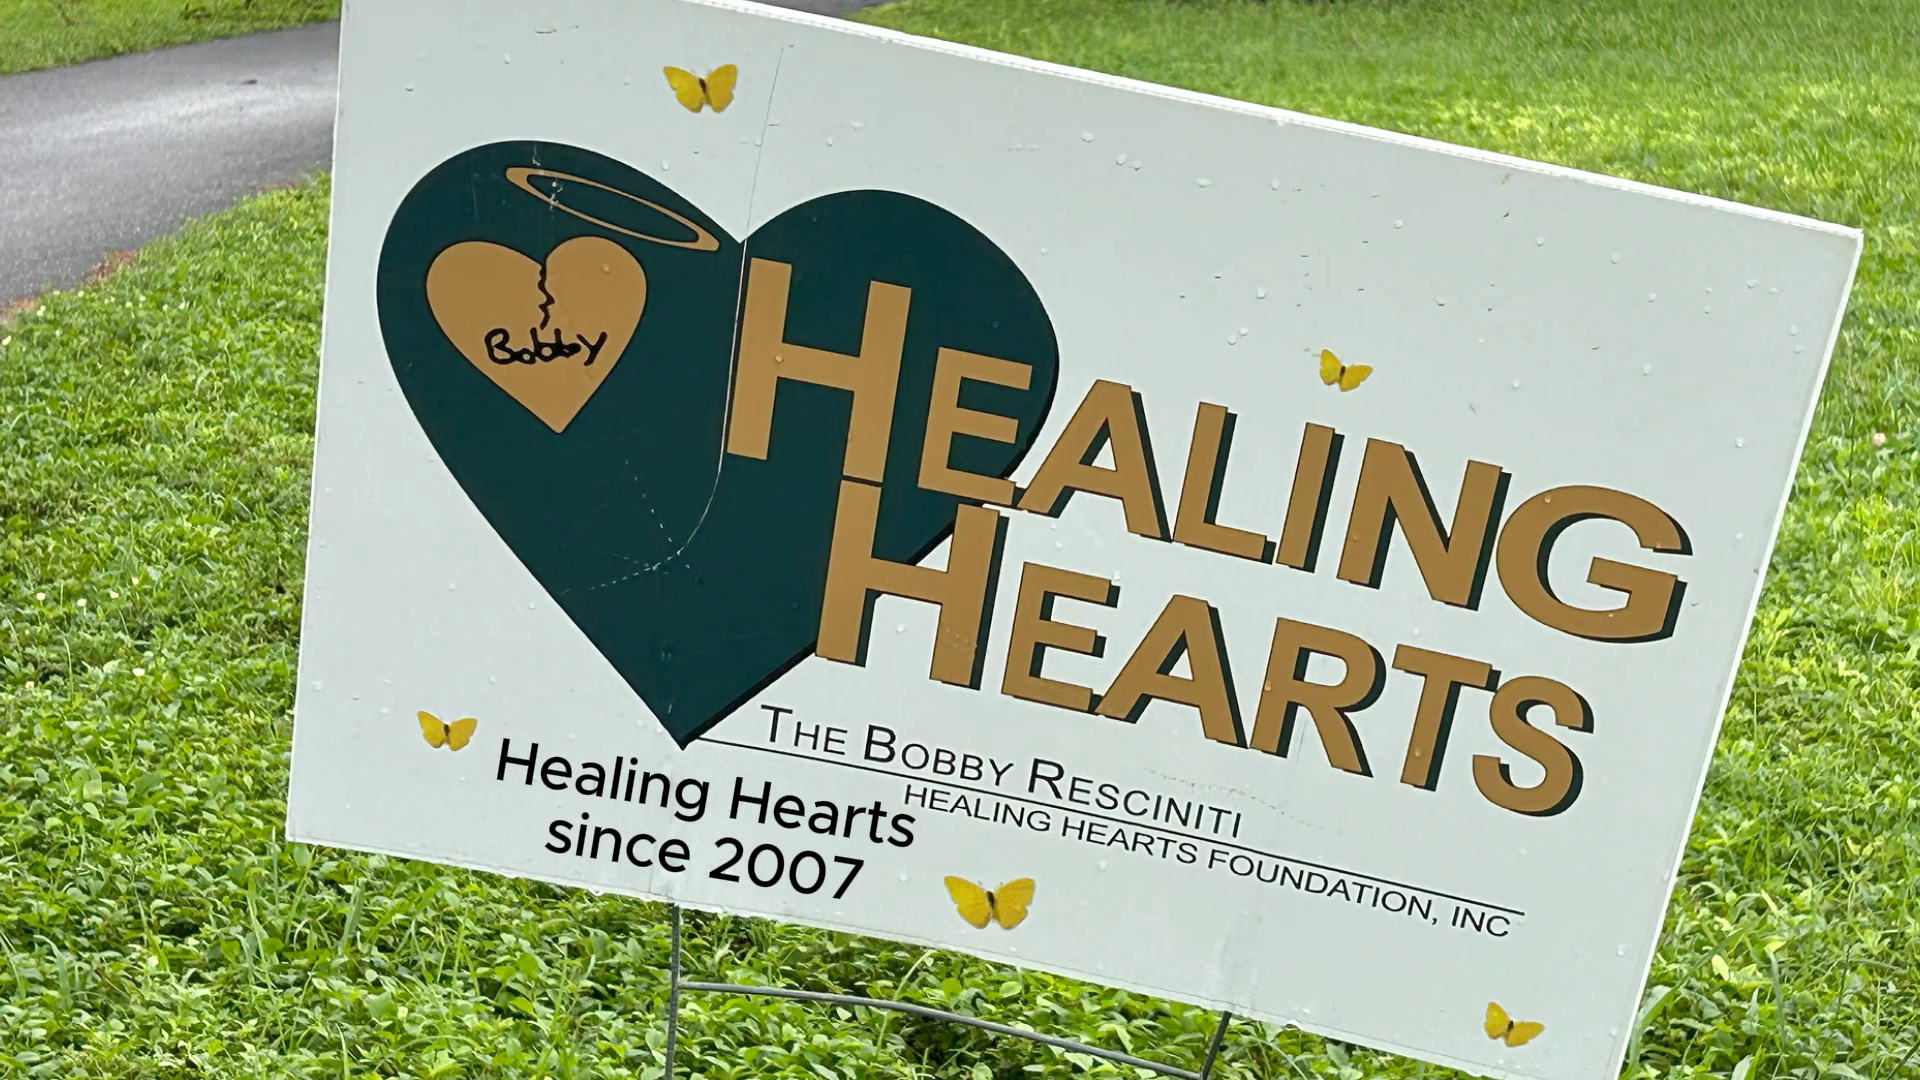 Bobby
HEALING
HEARTS
THE BOBBY RESCINITI
HEALING HEARTS FOUNDATION, INC
Healing Hearts
since 2007